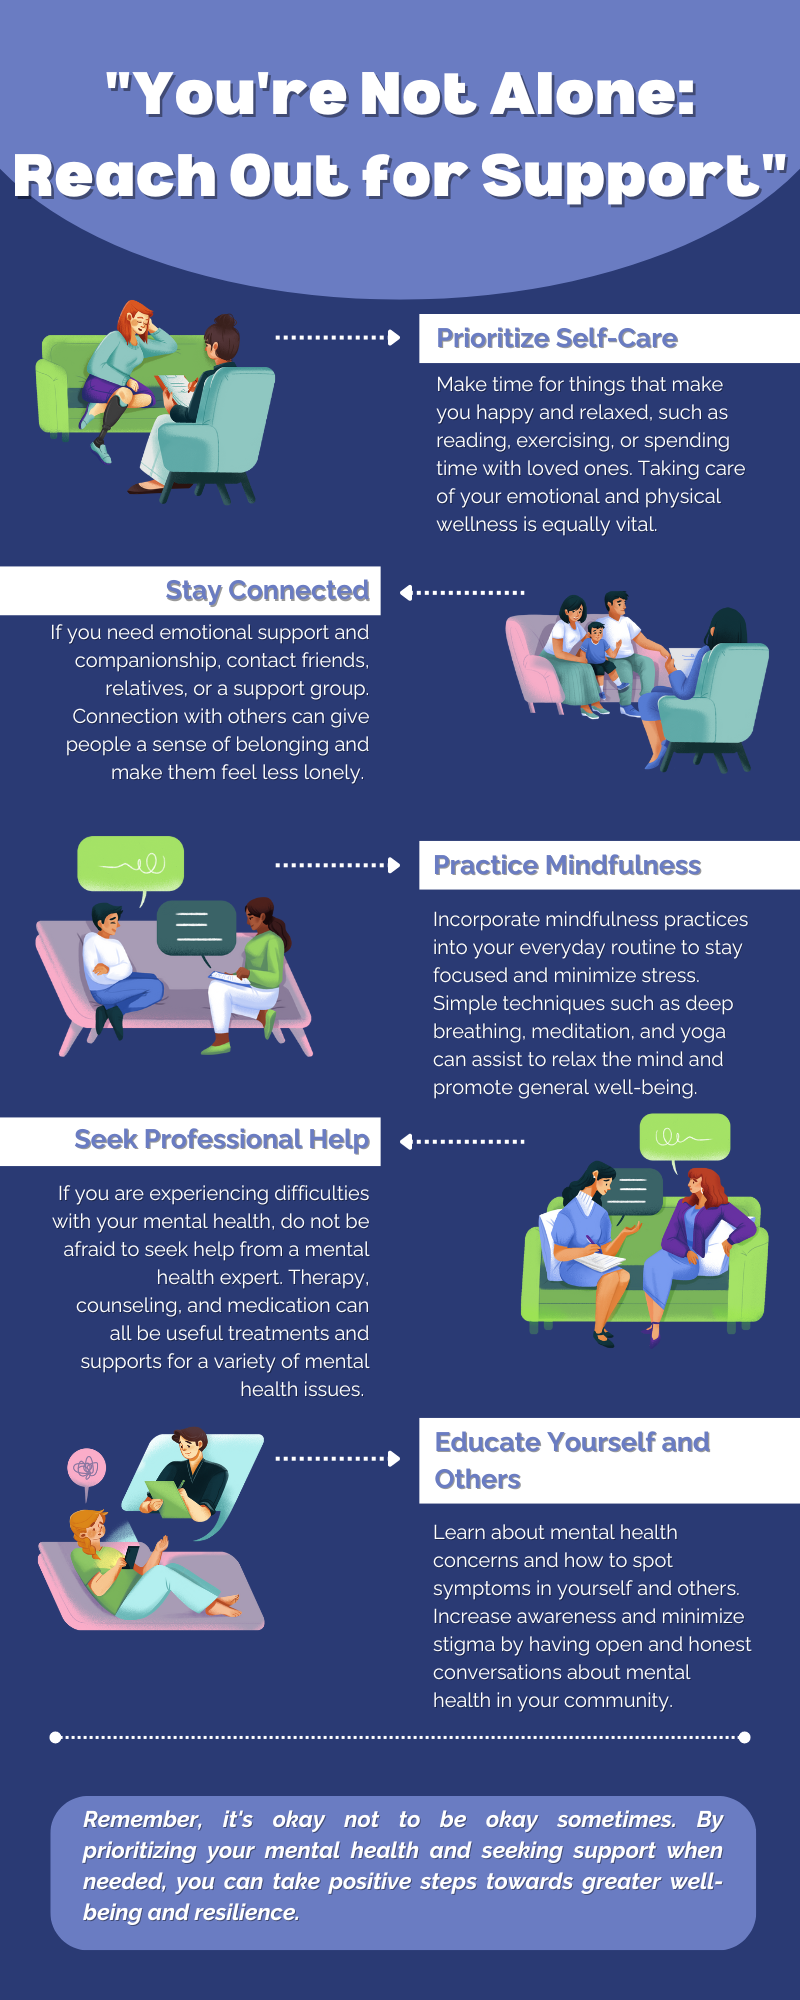 "You're Not Alone:
Reach Out for Support"
Prioritize Self-Care
Make time for things that make
you happy and relaxed, such as
reading, exercising, or spending
time with loved ones. Taking care
of your emotional and physical
wellness is equally vital.
Stay Connected
If you need emotional support and
companionship, contact friends,
relatives, or a support group.
Connection with others can give
people a sense of belonging and
make them feel less lonely.
Practice Mindfulness
Incorporate mindfulness practices
into your everyday routine to stay
focused and minimize stress.
Simple techniques such as deep
breathing, meditation, and yoga
can assist to relax the mind and
promote general well-being.
Seek Professional Help
If you are experiencing difficulties
with your mental health, do not be
afraid to seek help from a mental
health expert. Therapy,
counseling, and medication can
all be useful treatments and
supports for a variety of mental
health issues.
Educate Yourself and
Others
Learn about mental health
concerns and how to spot
symptoms in yourself and others.
Increase awareness and minimize
stigma by having open and honest
conversations about mental
health in your community.
Remember, it's okay not to be okay sometimes. By
prioritizing your mental health and seeking support when
needed, you can take positive steps towards greater well-
being and resilience.